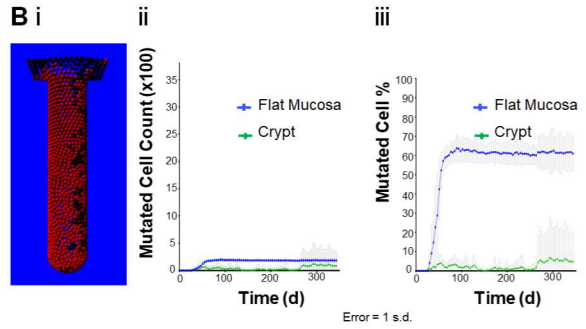 B i
ii
Mutated Cell Count (x100)
35
30
25
20
15
10
5
0
Flat Mucosa
Crypt
0
100
200
300
Time (d)
iii
Mutated Cell %
100
90
80
70
60
50
40
30
20
10
0
Flat Mucosa
Crypt
0
100
200
300
Time (d)
Error = 1 s.d.